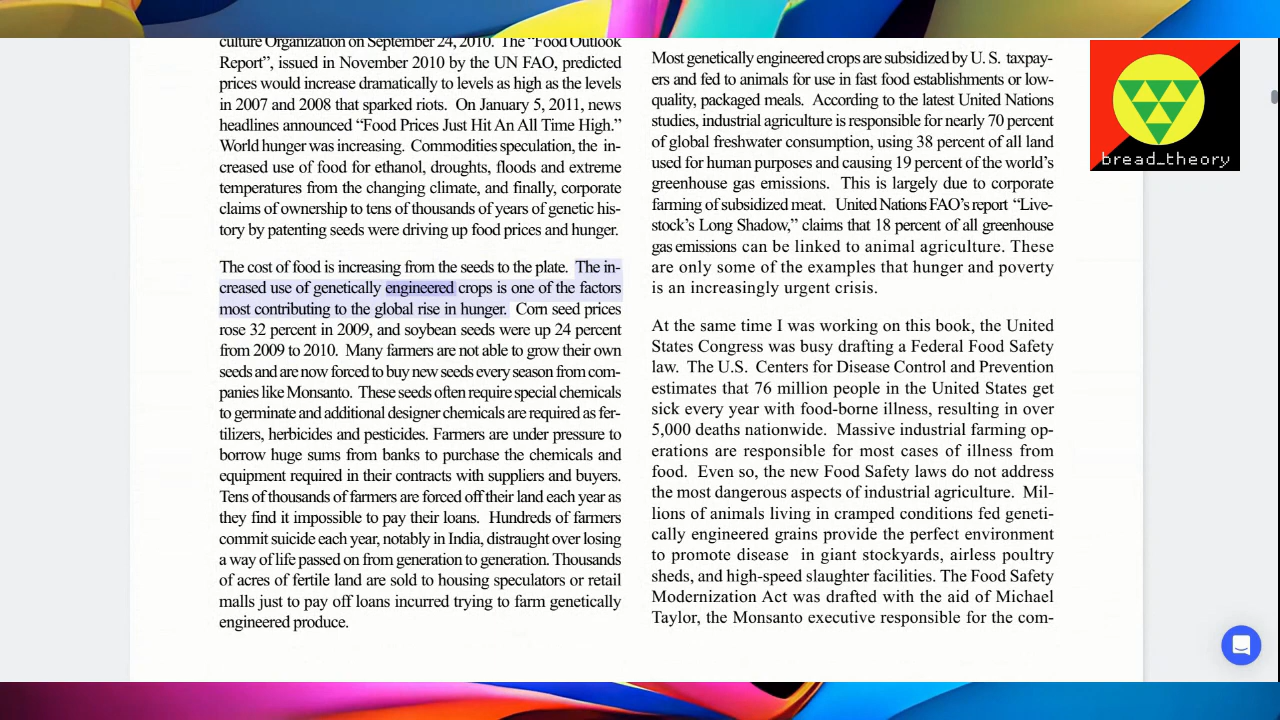 culture Organization on September 24, 2010.  The “Food Outlook
Report”, issued in November 2010 by the UN FAO, predicted
prices would increase dramatically to levels as high as the levels
in 2007 and 2008 that sparked riots.  On January 5, 2011, news
headlines announced “Food Prices Just Hit An All Time High.”
World hunger was increasing.  Commodities speculation, the in-
creased use of food for ethanol, droughts, floods and extreme
temperatures from the changing climate, and finally, corporate
claims of ownership to tens of thousands of years of genetic his-
tory by patenting seeds were driving up food prices and hunger.
The cost of food is increasing from the seeds to the plate.  The in-
creased use of genetically engineered crops is one of the factors
most contributing to the global rise in hunger.  Corn seed prices
rose 32 percent in 2009, and soybean seeds were up 24 percent
from 2009 to 2010.  Many farmers are not able to grow their own
seeds and are now forced to buy new seeds every season from com-
panies like Monsanto.  These seeds often require special chemicals
to germinate and additional designer chemicals are required as fer-
tilizers, herbicides and pesticides. Farmers are under pressure to
borrow huge sums from banks to purchase the chemicals and
equipment required in their contracts with suppliers and buyers.
Tens of thousands of farmers are forced off their land each year as
they find it impossible to pay their loans.  Hundreds of farmers
commit suicide each year, notably in India, distraught over losing
a way of life passed on from generation to generation. Thousands
of acres of fertile land are sold to housing speculators or retail
malls just to pay off loans incurred trying to farm genetically
engineered produce.
Most genetically engineered crops are subsidized by U. S. taxpay-
ers and fed to animals for use in fast food establishments or low-
quality, packaged meals.  According to the latest United Nations
studies, industrial agriculture is responsible for nearly 70 percent
of global freshwater consumption, using 38 percent of all land
used for human purposes and causing 19 percent of the world’s
greenhouse gas emissions.  This is largely due to corporate
farming of subsidized meat.  United Nations FAO’s report “Live-
stock’s Long Shadow,” claims that 18 percent of all greenhouse
gas emissions can be linked to animal agriculture. These
are only some of the examples that hunger and poverty
is an increasingly urgent crisis.
At the same time I was working on this book, the United
States Congress was busy drafting a Federal Food Safety
law.  The U.S.  Centers for Disease Control and Prevention
estimates that 76 million people in the United States get
sick every year with food-borne illness, resulting in over
5,000 deaths nationwide.  Massive industrial farming op-
erations are responsible for most cases of illness from
food.  Even so, the new Food Safety laws do not address
the most dangerous aspects of industrial agriculture.  Mil-
lions of animals living in cramped conditions fed geneti-
cally engineered grains provide the perfect environment
to promote disease  in giant stockyards, airless poultry
sheds, and high-speed slaughter facilities. The Food Safety
Modernization Act was drafted with the aid of Michael
Taylor, the Monsanto executive responsible for the com-
bread_theory